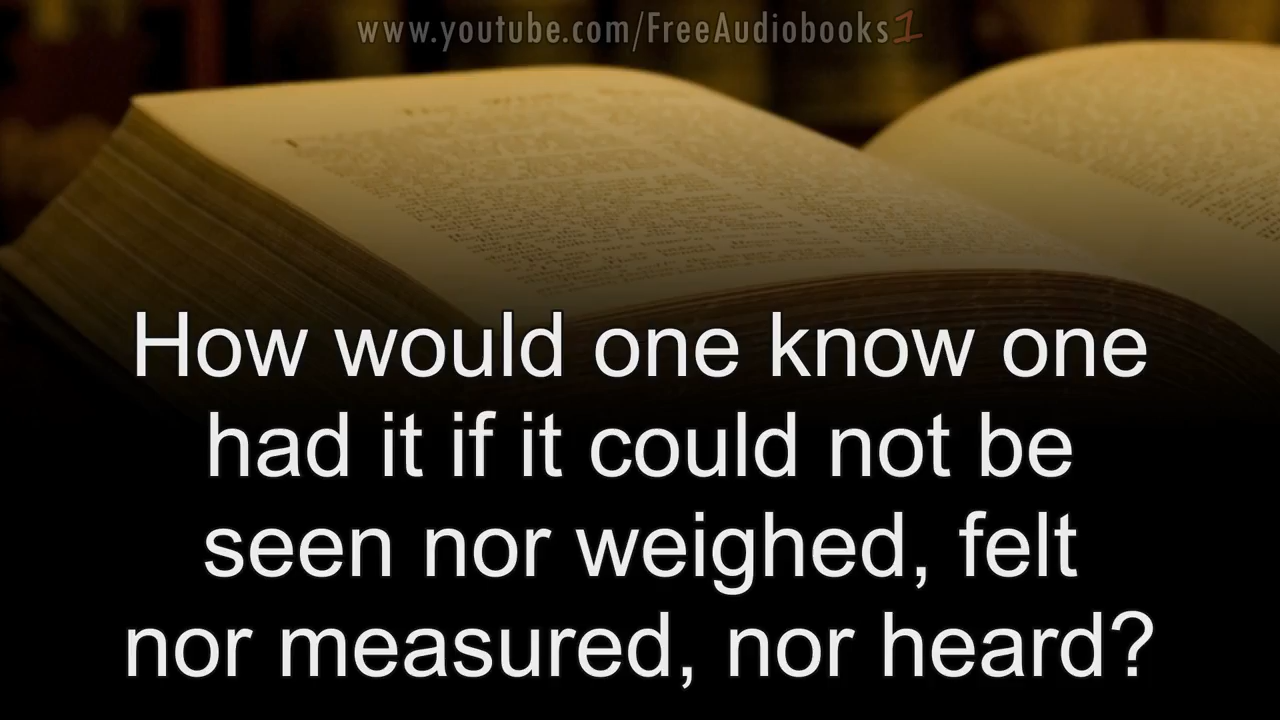 www.youtube.com/FreeAudiobooks1
How would one know one
had it if it could not be
seen nor weighed, felt
nor measured, nor heard?